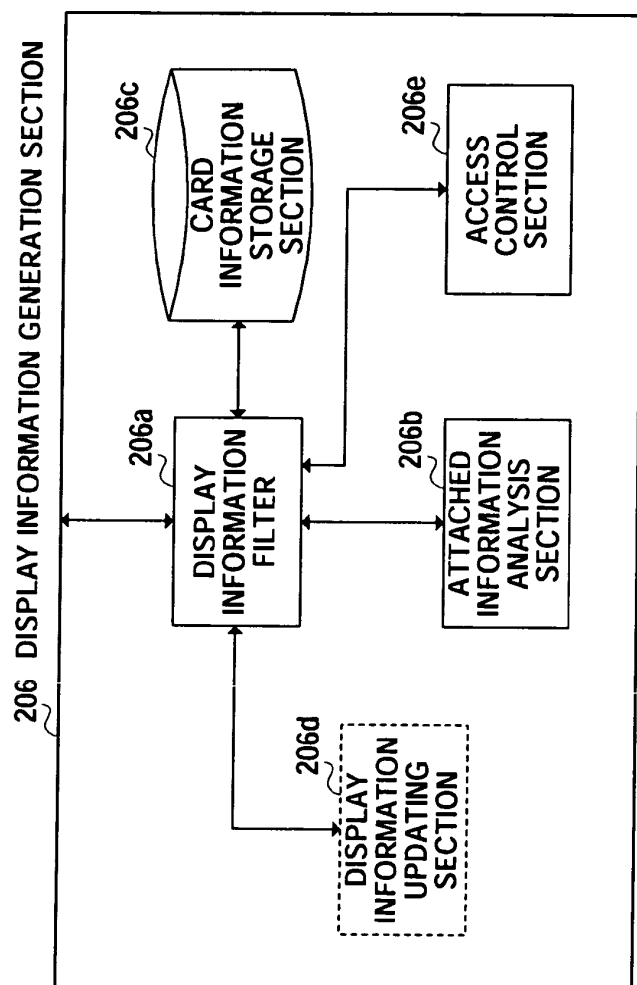 206 DISPLAY INFORMATION GENERATION SECTION
206a
DISPLAY
INFORMATION
FILTER
206c
CARD
INFORMATION
STORAGE
SECTION
206d
DISPLAY
INFORMATION
UPDATING
SECTION
206b
ATTACHED
INFORMATION
ANALYSIS
SECTION
206e
ACCESS
CONTROL
SECTION